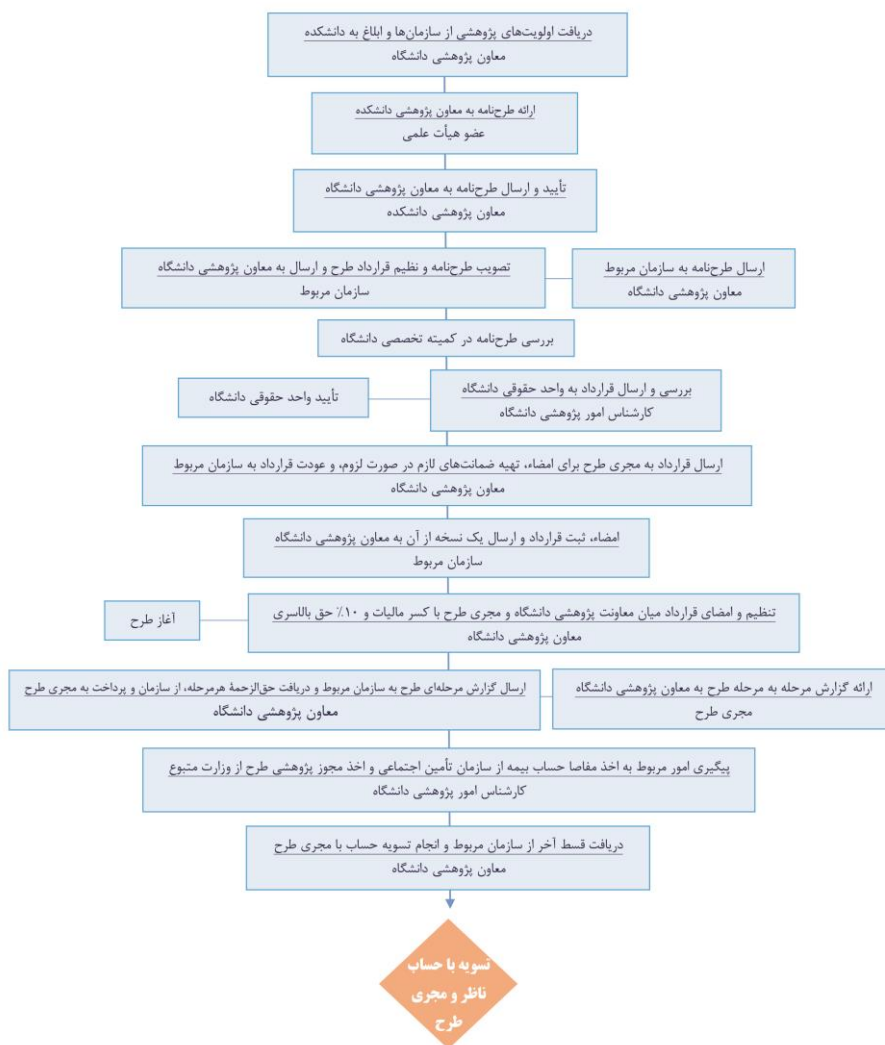 دریافت اولویت‌های پژوهشی از سازمان‌ها و ابلاغ به دانشکده
معاون پژوهشی دانشگاه
ارائه طرح‌نامه به معاون پژوهشی دانشکده
عضو هیأت علمی
تأیید و ارسال طرح‌نامه به معاون پژوهشی دانشگاه
معاون پژوهشی دانشکده
ارسال طرح‌نامه به سازمان مربوط
معاون پژوهشی دانشگاه
تصویب طرح‌نامه و نظیم قرارداد طرح و ارسال به معاون پژوهشی دانشگاه
سازمان مربوط
بررسی طرح‌نامه در کمیته تخصصی دانشگاه
بررسی و ارسال قرارداد به واحد حقوقی دانشگاه
کارشناس امور پژوهشی دانشگاه
تأیید واحد حقوقی دانشگاه
ارسال قرارداد به مجری طرح برای امضاء، تهیه ضمانت‌های لازم در صورت لزوم، و عودت قرارداد به سازمان مربوط
معاون پژوهشی دانشگاه
امضاء، ثبت قرارداد و ارسال یک نسخه از آن به معاون پژوهشی دانشگاه
سازمان مربوط
تنظیم و امضای قرارداد میان معاونت پژوهشی دانشگاه و مجری طرح با کسر مالیات و ۱۰٪ حق بالاسری
معاون پژوهشی دانشگاه
آغاز طرح
ارائه گزارش مرحله به مرحله طرح به معاون پژوهشی دانشگاه
مجری طرح
ارسال گزارش مرحله‌ای طرح به سازمان مربوط و دریافت حق‌الزحمهٔ هرمرحله، از سازمان و پرداخت به مجری طرح
معاون پژوهشی دانشگاه
پیگیری امور مربوط به اخذ مفاصا حساب بیمه از سازمان تأمین اجتماعی و اخذ مجوز پژوهشی طرح از وزارت متبوع
کارشناس امور پژوهشی دانشگاه
دریافت قسط آخر از سازمان مربوط و انجام تسویه حساب با مجری طرح
معاون پژوهشی دانشگاه
تسویه با حساب
ناظر و مجری
طرح